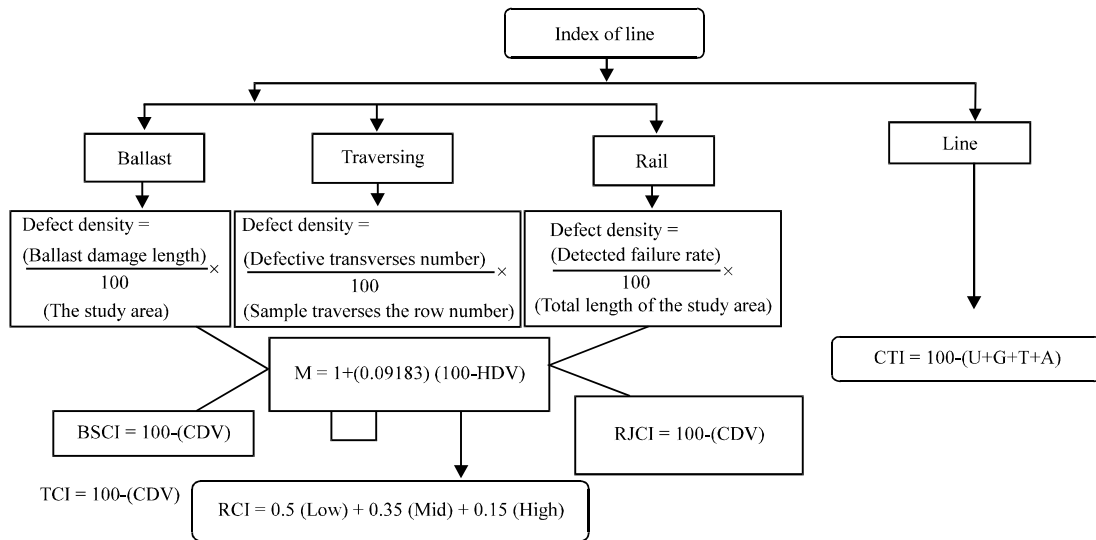 Index of line
Ballast
Traversing
Rail
Line
Defect density =
(Ballast damage length)
100
×
(The study area)
Defect density =
(Defective transverses number)
100
×
(Sample traverses the row number)
Defect density =
(Detected failure rate)
100
×
(Total length of the study area)
M = 1+(0.09183) (100-HDV)
CTI = 100-(U+G+T+A)
BSCI = 100-(CDV)
RJCI = 100-(CDV)
TCI = 100-(CDV)
RCI = 0.5 (Low) + 0.35 (Mid) + 0.15 (High)